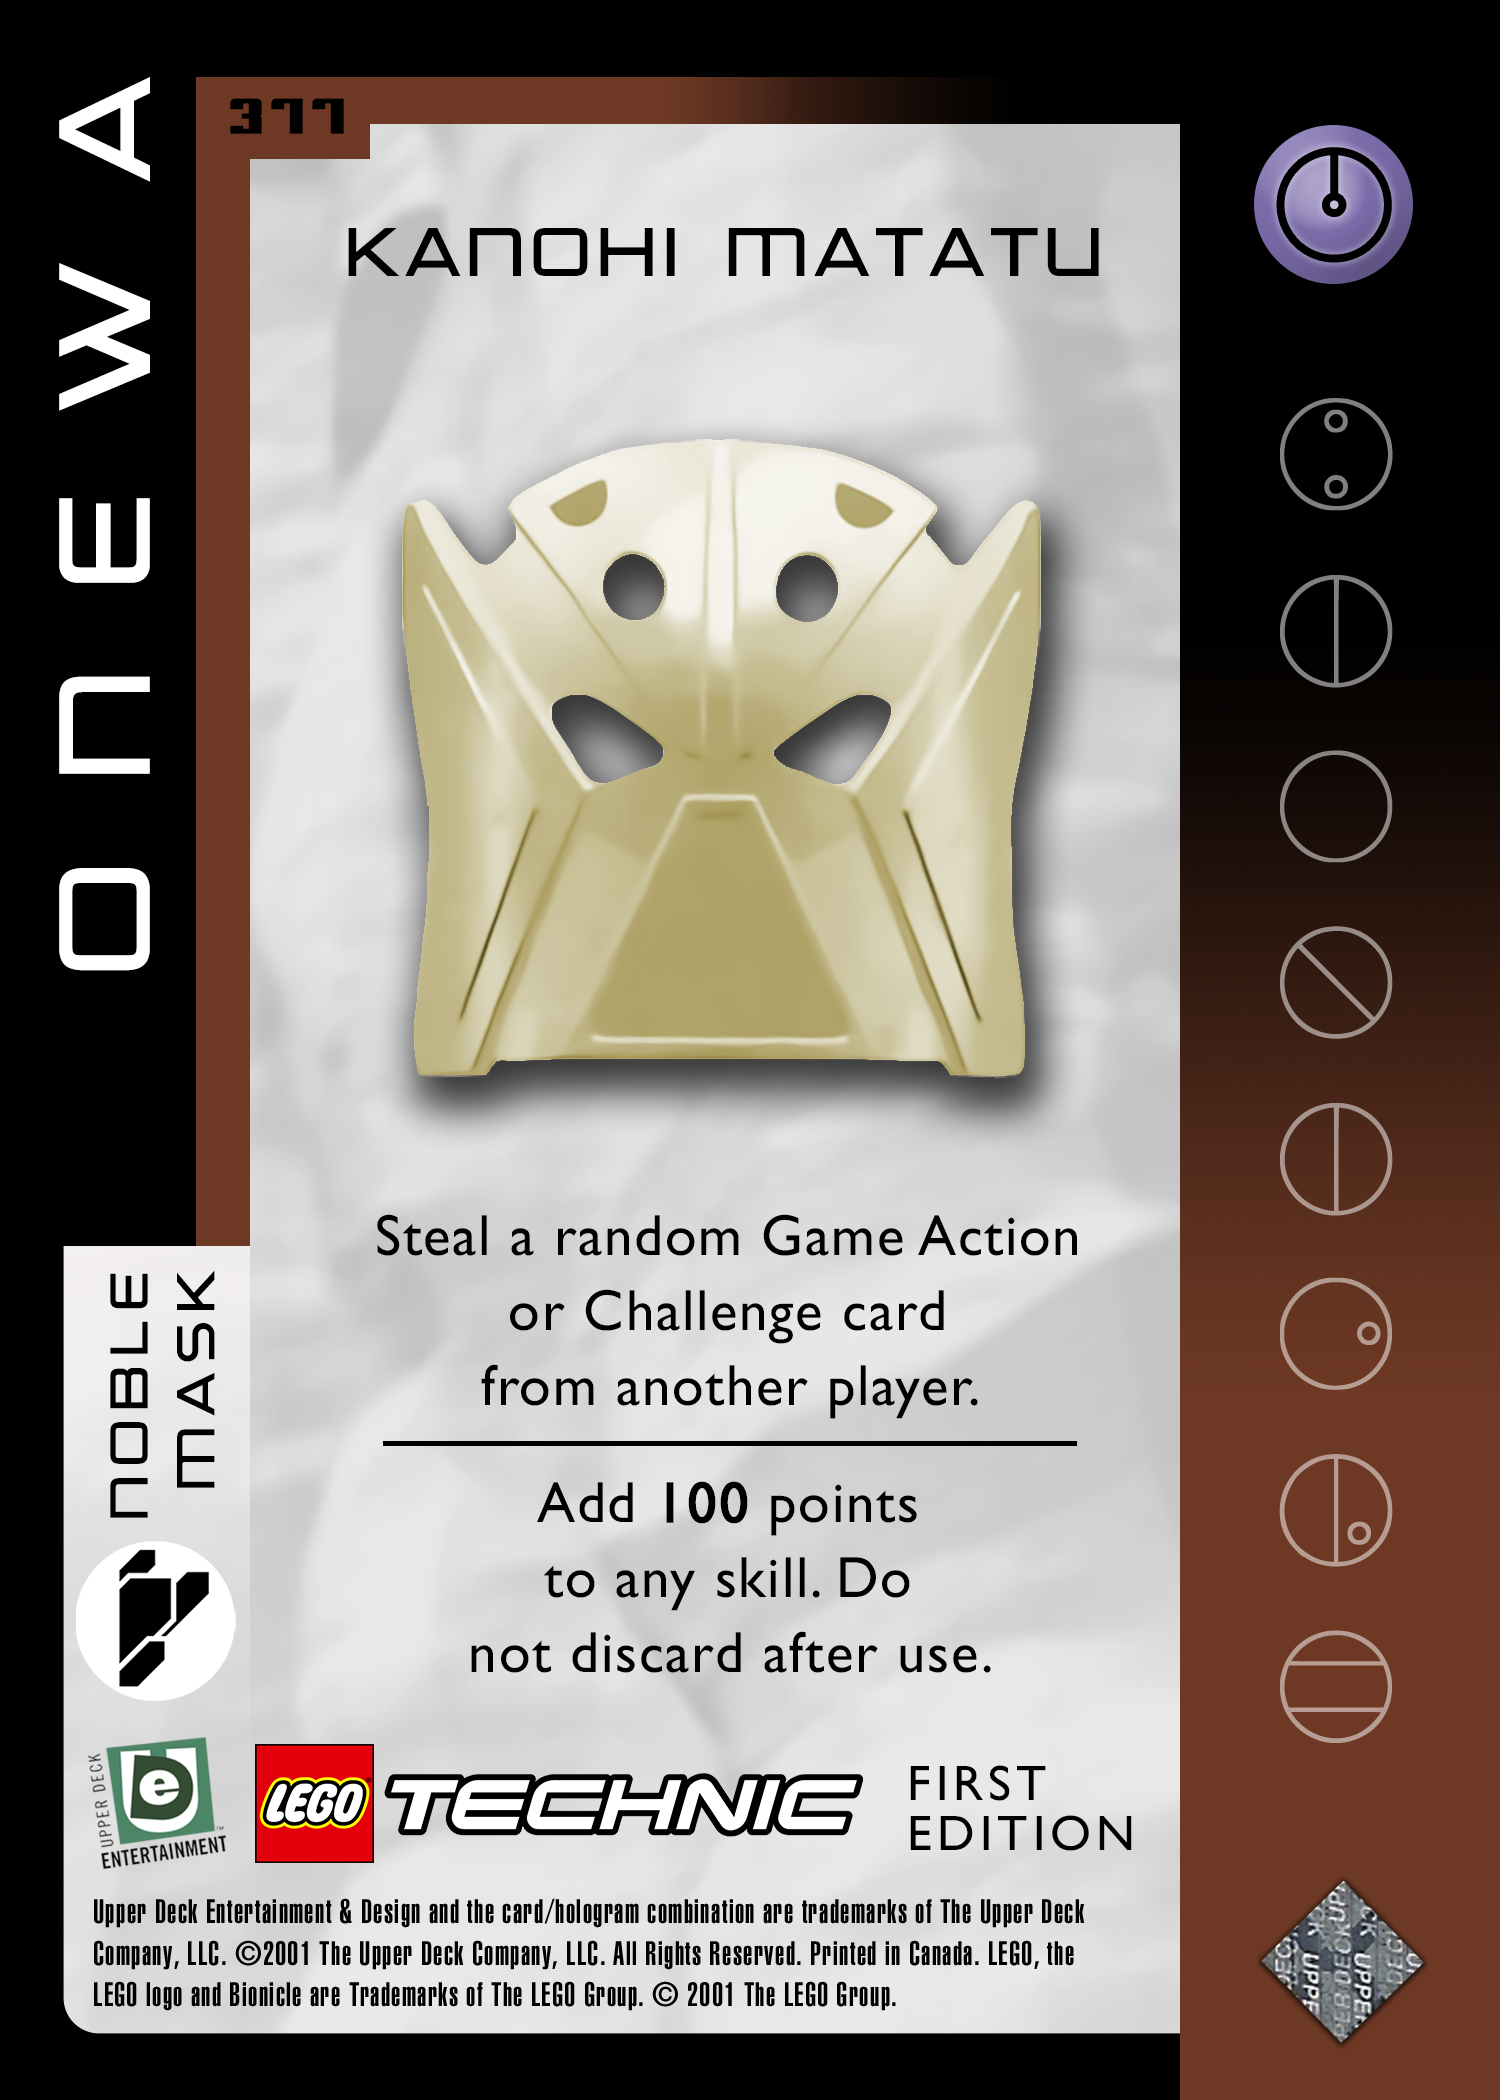 377
ONEWA
KANOHI MATATU
Steal a random Game Action
or Challenge card
from another player.
Add 100 points
to any skill. Do
not discard after use.
NOBLE
MASK
UPPER DECK
e
ENTERTAINMENT™
LEGO TECHNIC
FIRST
EDITION
Upper Deck Entertainment & Design and the card/hologram combination are trademarks of The Upper Deck
Company, LLC. ©2001 The Upper Deck Company, LLC. All Rights Reserved. Printed in Canada. LEGO, the
LEGO logo and Bionicle are Trademarks of The LEGO Group. © 2001 The LEGO Group.